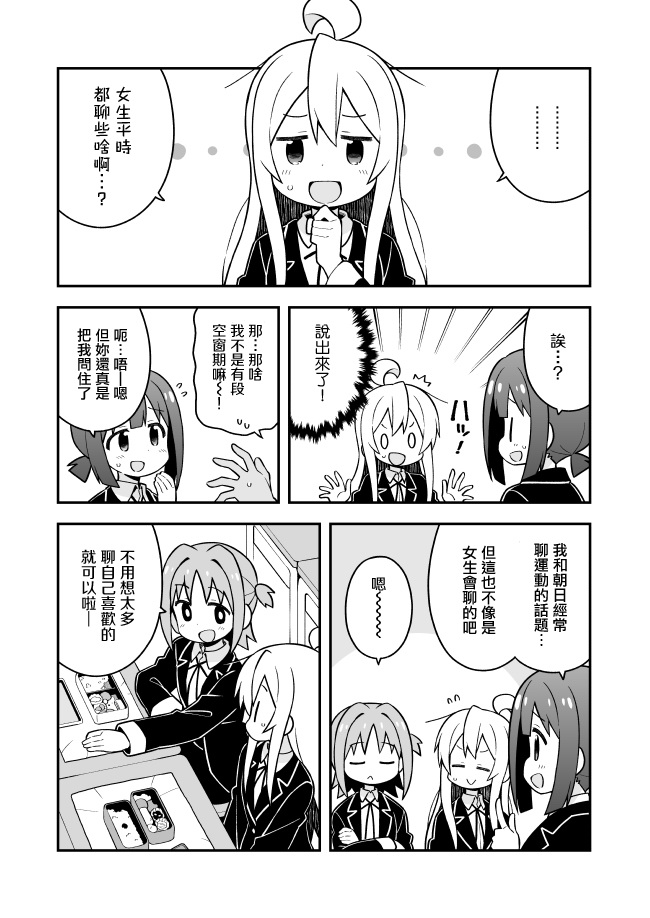 ⋯⋯⋯
女生平時
都聊些啥啊⋯?
誒⋯?
說出來了!
ハッ!
那⋯那啥
我不是有段
空窗期嘛~!
呃⋯唔—嗯
但妳還真是
把我問住了
我和朝日經常
聊運動的話題⋯
但這也不像是
女生會聊的吧
嗯~~~
不用想太多
聊自己喜歡的
就可以啦—